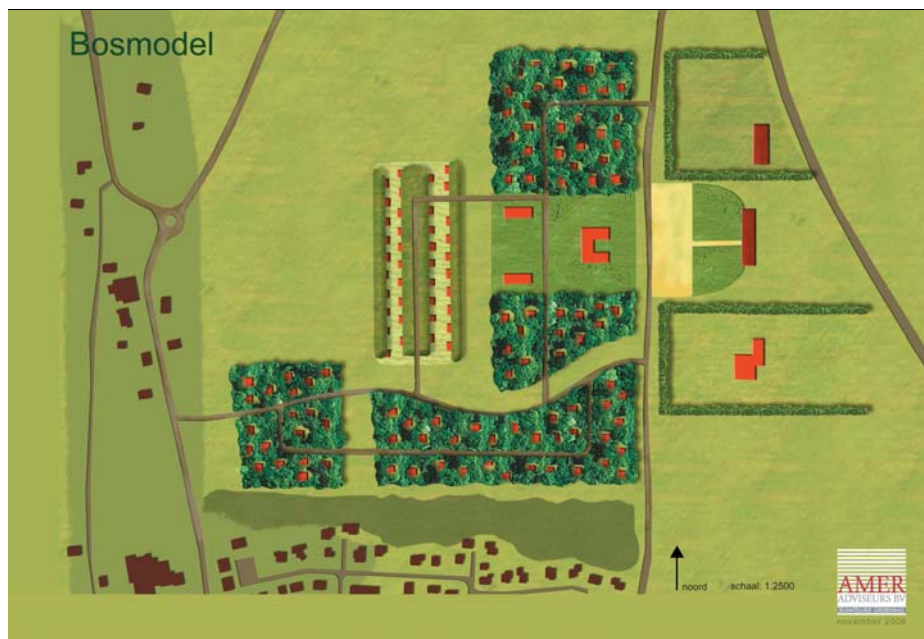 Bosmodel
noord
schaal: 1:2500
AMER
ADVISEURS BV
november 2006